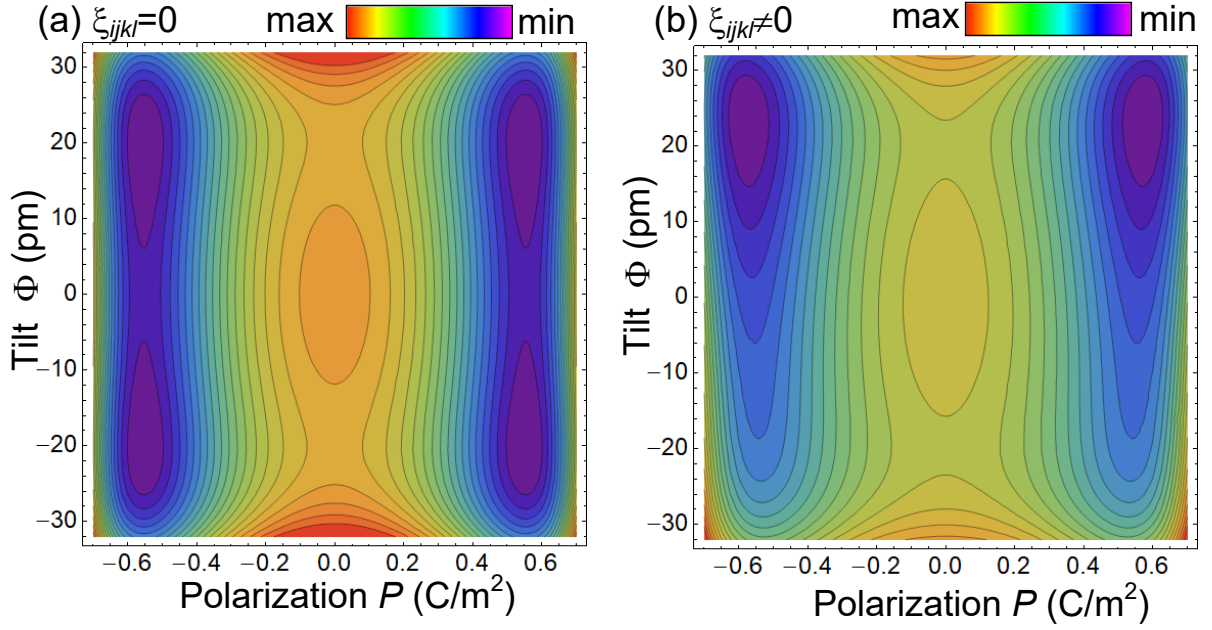 (a) ξijkl=0 max min
30
20
10
0
−10
−20
−30
Tilt Φ (pm)
−0.6 −0.4 −0.2 0.0 0.2 0.4 0.6
Polarization P (C/m²)
(b) ξijkl≠0 max min
30
20
10
0
−10
−20
−30
Tilt Φ (pm)
−0.6 −0.4 −0.2 0.0 0.2 0.4 0.6
Polarization P (C/m²)